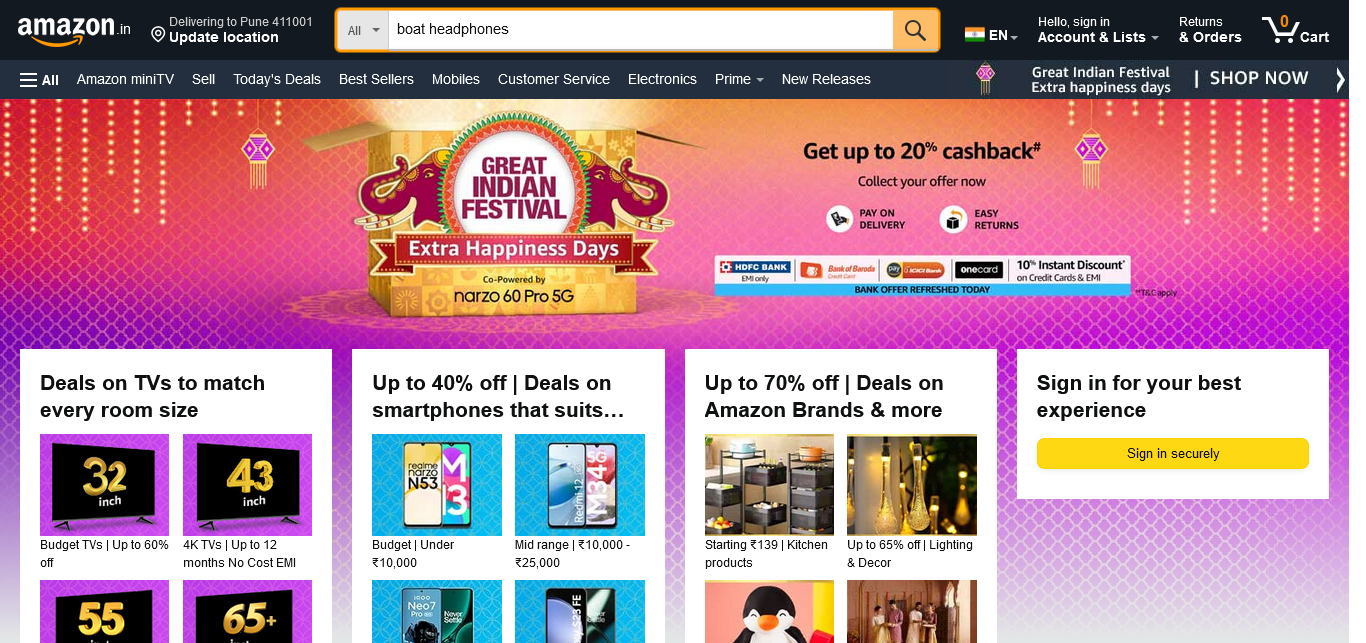 amazon.in
Delivering to Pune 411001
Update location
All
boat headphones
EN
Hello, sign in
Account & Lists
Returns
& Orders
0
Cart
All
Amazon miniTV
Sell
Today's Deals
Best Sellers
Mobiles
Customer Service
Electronics
Prime
New Releases
Great Indian Festival
Extra happiness days
| SHOP NOW
GREAT
INDIAN
FESTIVAL
Extra Happiness Days
Co-Powered by
narzo 60 Pro 5G
Get up to 20% cashback#
Collect your offer now
PAY ON
DELIVERY
EASY
RETURNS
HDFC BANK
EMI only
Bank of Baroda
Credit Card
pay
ICICI Bank
onecard
10% Instant Discount*
on Credit Cards & EMI
BANK OFFER REFRESHED TODAY
**T&C apply
Deals on TVs to match
every room size
32
inch
43
inch
Budget TVs | Up to 60%
off
4K TVs | Up to 12
months No Cost EMI
55
65+
Up to 40% off | Deals on
smartphones that suits…
realme
narzo
N53
M13
Redmi 12 5G
M34 5G
Budget | Under
₹10,000
Mid range | ₹10,000 -
₹25,000
iQOO
Neo7
Pro
Never
Settle
S23 FE
Never
Settle
Up to 70% off | Deals on
Amazon Brands & more
Starting ₹139 | Kitchen
products
Up to 65% off | Lighting
& Decor
Sign in for your best
experience
Sign in securely